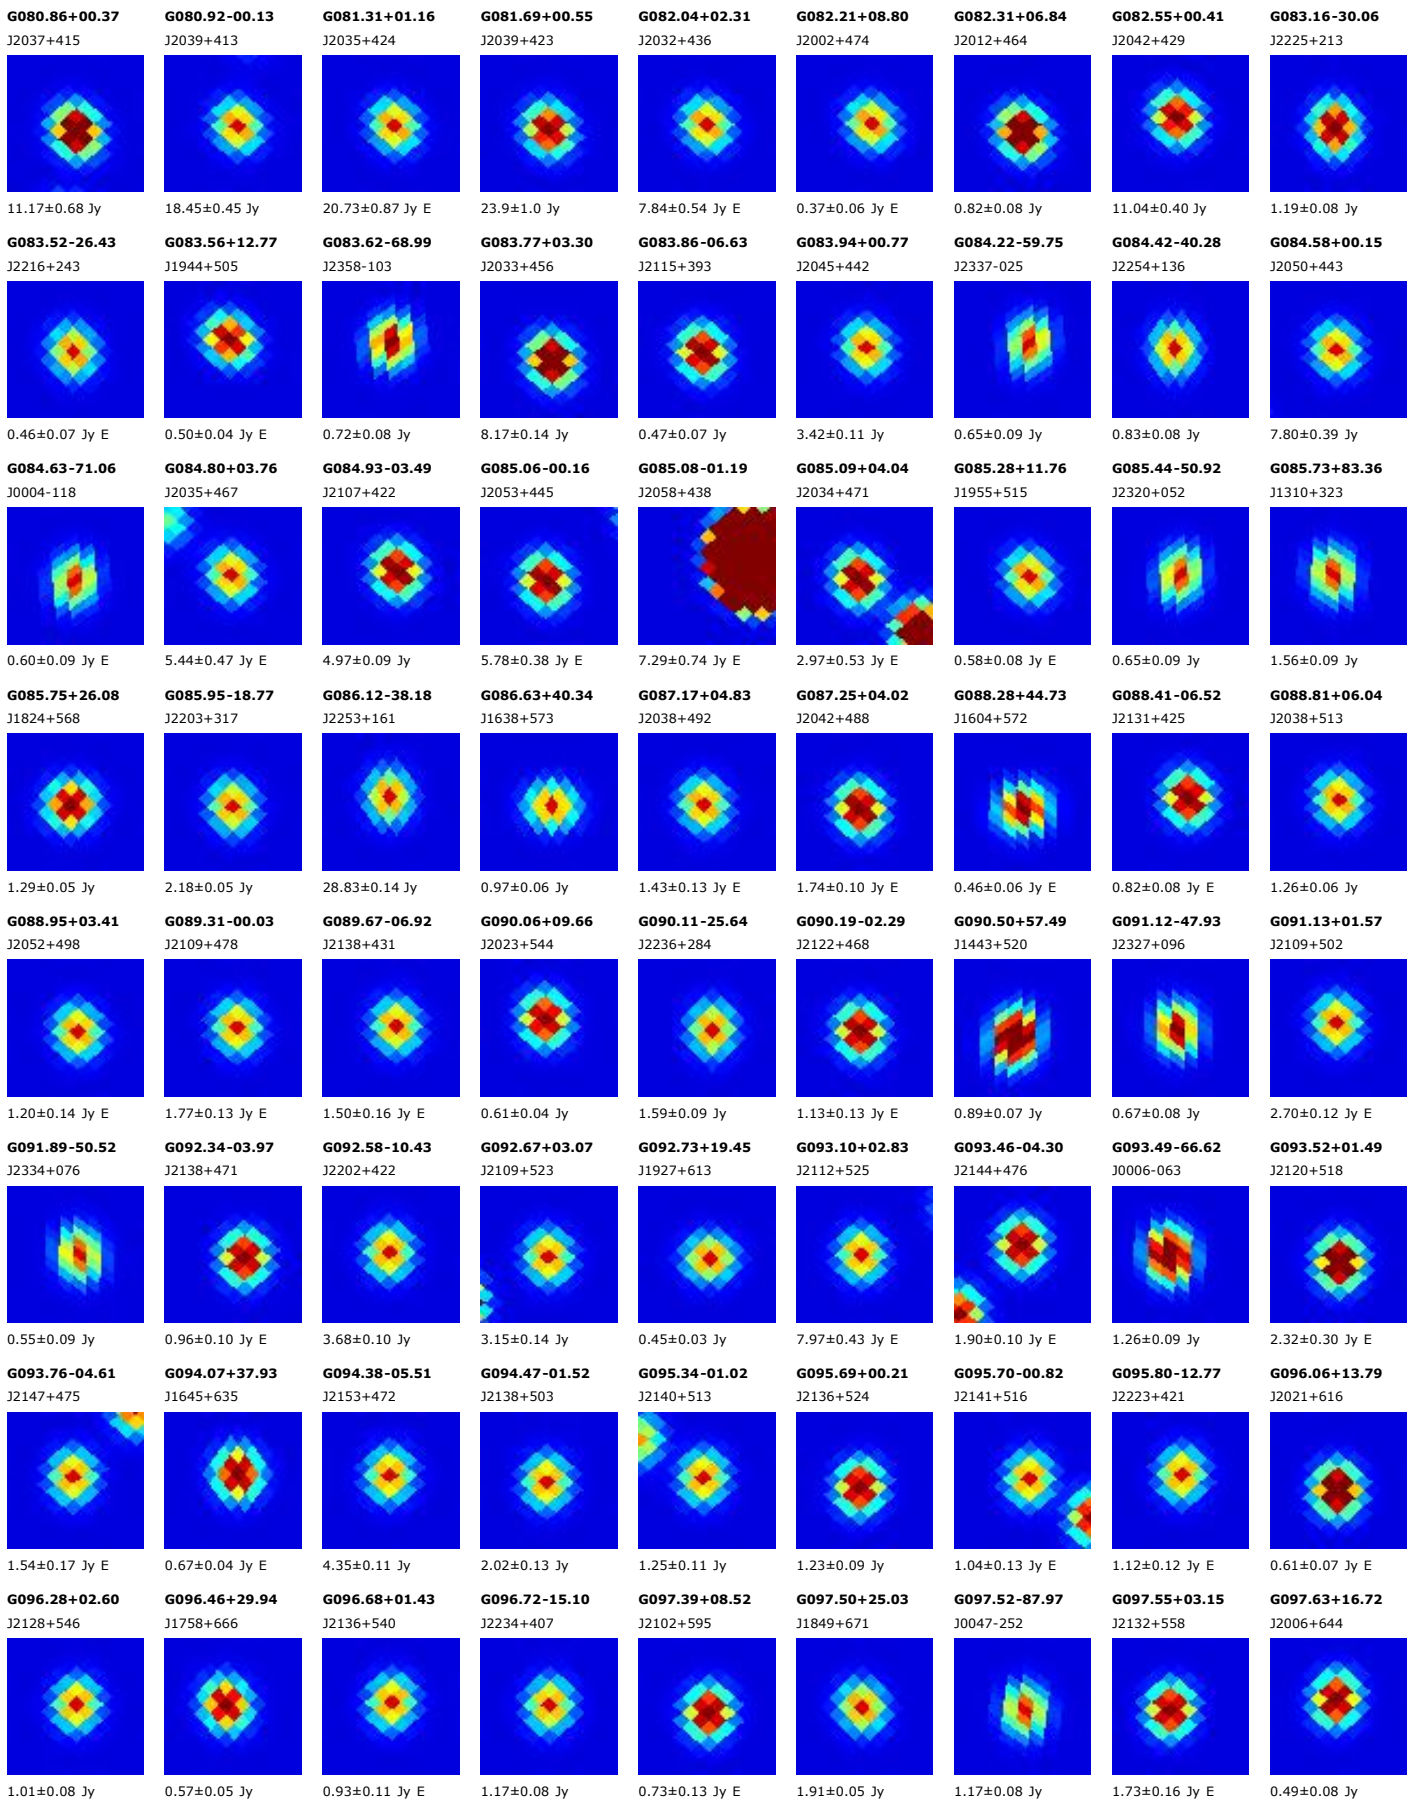 G080.86+00.37 G080.92-00.13 G081.31+01.16 G081.69+00.55 G082.04+02.31 G082.21+08.80 G082.31+06.84 G082.55+00.41 G083.16-30.06
J2037+415 J2039+413 J2035+424 J2039+423 J2032+436 J2002+474 J2012+464 J2042+429 J2225+213
11.17±0.68 Jy 18.45±0.45 Jy 20.73±0.87 Jy E 23.9±1.0 Jy 7.84±0.54 Jy E 0.37±0.06 Jy E 0.82±0.08 Jy 11.04±0.40 Jy 1.19±0.08 Jy
G083.52-26.43 G083.56+12.77 G083.62-68.99 G083.77+03.30 G083.86-06.63 G083.94+00.77 G084.22-59.75 G084.42-40.28 G084.58+00.15
J2216+243 J1944+505 J2358-103 J2033+456 J2115+393 J2045+442 J2337-025 J2254+136 J2050+443
0.46±0.07 Jy E 0.50±0.04 Jy E 0.72±0.08 Jy 8.17±0.14 Jy 0.47±0.07 Jy 3.42±0.11 Jy 0.65±0.09 Jy 0.83±0.08 Jy 7.80±0.39 Jy
G084.63-71.06 G084.80+03.76 G084.93-03.49 G085.06-00.16 G085.08-01.19 G085.09+04.04 G085.28+11.76 G085.44-50.92 G085.73+83.36
J0004-118 J2035+467 J2107+422 J2053+445 J2058+438 J2034+471 J1955+515 J2320+052 J1310+323
0.60±0.09 Jy E 5.44±0.47 Jy E 4.97±0.09 Jy 5.78±0.38 Jy E 7.29±0.74 Jy E 2.97±0.53 Jy E 0.58±0.08 Jy E 0.65±0.09 Jy 1.56±0.09 Jy
G085.75+26.08 G085.95-18.77 G086.12-38.18 G086.63+40.34 G087.17+04.83 G087.25+04.02 G088.28+44.73 G088.41-06.52 G088.81+06.04
J1824+568 J2203+317 J2253+161 J1638+573 J2038+492 J2042+488 J1604+572 J2131+425 J2038+513
1.29±0.05 Jy 2.18±0.05 Jy 28.83±0.14 Jy 0.97±0.06 Jy 1.43±0.13 Jy E 1.74±0.10 Jy E 0.46±0.06 Jy E 0.82±0.08 Jy E 1.26±0.06 Jy
G088.95+03.41 G089.31-00.03 G089.67-06.92 G090.06+09.66 G090.11-25.64 G090.19-02.29 G090.50+57.49 G091.12-47.93 G091.13+01.57
J2052+498 J2109+478 J2138+431 J2023+544 J2236+284 J2122+468 J1443+520 J2327+096 J2109+502
1.20±0.14 Jy E 1.77±0.13 Jy E 1.50±0.16 Jy E 0.61±0.04 Jy 1.59±0.09 Jy 1.13±0.13 Jy E 0.89±0.07 Jy 0.67±0.08 Jy 2.70±0.12 Jy E
G091.89-50.52 G092.34-03.97 G092.58-10.43 G092.67+03.07 G092.73+19.45 G093.10+02.83 G093.46-04.30 G093.49-66.62 G093.52+01.49
J2334+076 J2138+471 J2202+422 J2109+523 J1927+613 J2112+525 J2144+476 J0006-063 J2120+518
0.55±0.09 Jy 0.96±0.10 Jy E 3.68±0.10 Jy 3.15±0.14 Jy 0.45±0.03 Jy 7.97±0.43 Jy E 1.90±0.10 Jy E 1.26±0.09 Jy 2.32±0.30 Jy E
G093.76-04.61 G094.07+37.93 G094.38-05.51 G094.47-01.52 G095.34-01.02 G095.69+00.21 G095.70-00.82 G095.80-12.77 G096.06+13.79
J2147+475 J1645+635 J2153+472 J2138+503 J2140+513 J2136+524 J2141+516 J2223+421 J2021+616
1.54±0.17 Jy E 0.67±0.04 Jy E 4.35±0.11 Jy 2.02±0.13 Jy 1.25±0.11 Jy 1.23±0.09 Jy 1.04±0.13 Jy E 1.12±0.12 Jy E 0.61±0.07 Jy E
G096.28+02.60 G096.46+29.94 G096.68+01.43 G096.72-15.10 G097.39+08.52 G097.50+25.03 G097.52-87.97 G097.55+03.15 G097.63+16.72
J2128+546 J1758+666 J2136+540 J2234+407 J2102+595 J1849+671 J0047-252 J2132+558 J2006+644
1.01±0.08 Jy 0.57±0.05 Jy 0.93±0.11 Jy E 1.17±0.08 Jy 0.73±0.13 Jy E 1.91±0.05 Jy 1.17±0.08 Jy 1.73±0.16 Jy E 0.49±0.08 Jy